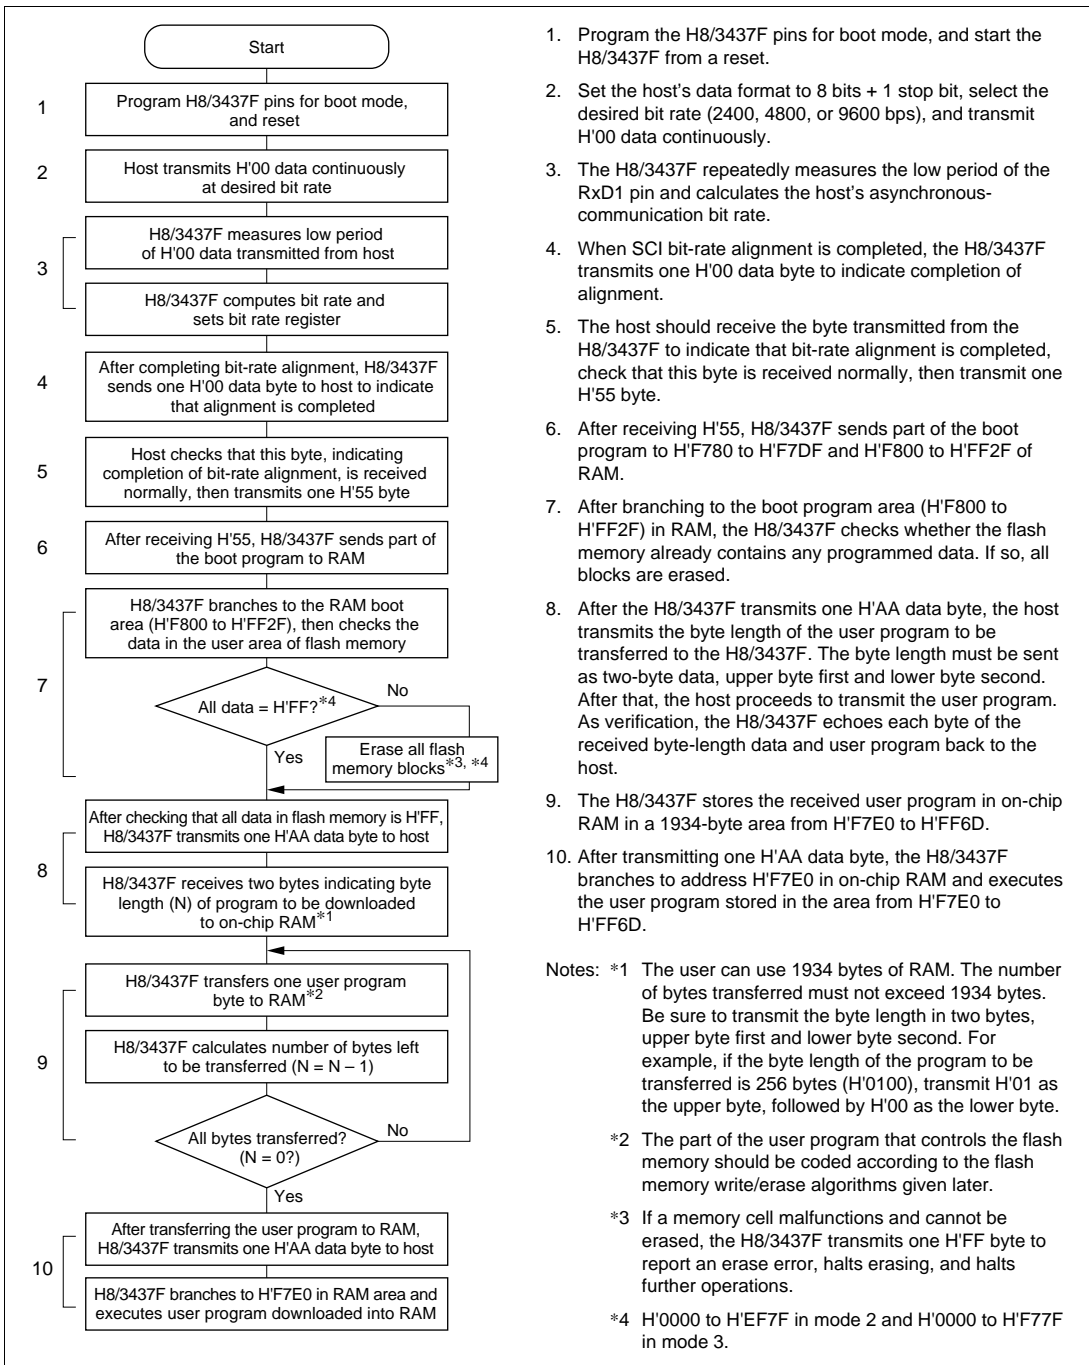 Start
1
Program H8/3437F pins for boot mode,
and reset
2
Host transmits H'00 data continuously
at desired bit rate
3
H8/3437F measures low period
of H'00 data transmitted from host
H8/3437F computes bit rate and
sets bit rate register
4
After completing bit-rate alignment, H8/3437F
sends one H'00 data byte to host to indicate
that alignment is completed
5
Host checks that this byte, indicating
completion of bit-rate alignment, is received
normally, then transmits one H'55 byte
6
After receiving H'55, H8/3437F sends part of
the boot program to RAM
7
H8/3437F branches to the RAM boot
area (H'F800 to H'FF2F), then checks the
data in the user area of flash memory
All data = H'FF?*4
No
Yes
Erase all flash
memory blocks*3, *4
8
After checking that all data in flash memory is H'FF,
H8/3437F transmits one H'AA data byte to host
H8/3437F receives two bytes indicating byte
length (N) of program to be downloaded
to on-chip RAM*1
9
H8/3437F transfers one user program
byte to RAM*2
H8/3437F calculates number of bytes left
to be transferred (N = N – 1)
All bytes transferred?
(N = 0?)
No
Yes
10
After transferring the user program to RAM,
H8/3437F transmits one H'AA data byte to host
H8/3437F branches to H'F7E0 in RAM area and
executes user program downloaded into RAM
1. Program the H8/3437F pins for boot mode, and start the
H8/3437F from a reset.
2. Set the host's data format to 8 bits + 1 stop bit, select the
desired bit rate (2400, 4800, or 9600 bps), and transmit
H'00 data continuously.
3. The H8/3437F repeatedly measures the low period of the
RxD1 pin and calculates the host's asynchronous-
communication bit rate.
4. When SCI bit-rate alignment is completed, the H8/3437F
transmits one H'00 data byte to indicate completion of
alignment.
5. The host should receive the byte transmitted from the
H8/3437F to indicate that bit-rate alignment is completed,
check that this byte is received normally, then transmit one
H'55 byte.
6. After receiving H'55, H8/3437F sends part of the boot
program to H'F780 to H'F7DF and H'F800 to H'FF2F of
RAM.
7. After branching to the boot program area (H'F800 to
H'FF2F) in RAM, the H8/3437F checks whether the flash
memory already contains any programmed data. If so, all
blocks are erased.
8. After the H8/3437F transmits one H'AA data byte, the host
transmits the byte length of the user program to be
transferred to the H8/3437F. The byte length must be sent
as two-byte data, upper byte first and lower byte second.
After that, the host proceeds to transmit the user program.
As verification, the H8/3437F echoes each byte of the
received byte-length data and user program back to the
host.
9. The H8/3437F stores the received user program in on-chip
RAM in a 1934-byte area from H'F7E0 to H'FF6D.
10. After transmitting one H'AA data byte, the H8/3437F
branches to address H'F7E0 in on-chip RAM and executes
the user program stored in the area from H'F7E0 to
H'FF6D.
Notes: *1 The user can use 1934 bytes of RAM. The number
of bytes transferred must not exceed 1934 bytes.
Be sure to transmit the byte length in two bytes,
upper byte first and lower byte second. For
example, if the byte length of the program to be
transferred is 256 bytes (H'0100), transmit H'01 as
the upper byte, followed by H'00 as the lower byte.
*2 The part of the user program that controls the flash
memory should be coded according to the flash
memory write/erase algorithms given later.
*3 If a memory cell malfunctions and cannot be
erased, the H8/3437F transmits one H'FF byte to
report an erase error, halts erasing, and halts
further operations.
*4 H'0000 to H'EF7F in mode 2 and H'0000 to H'F77F
in mode 3.